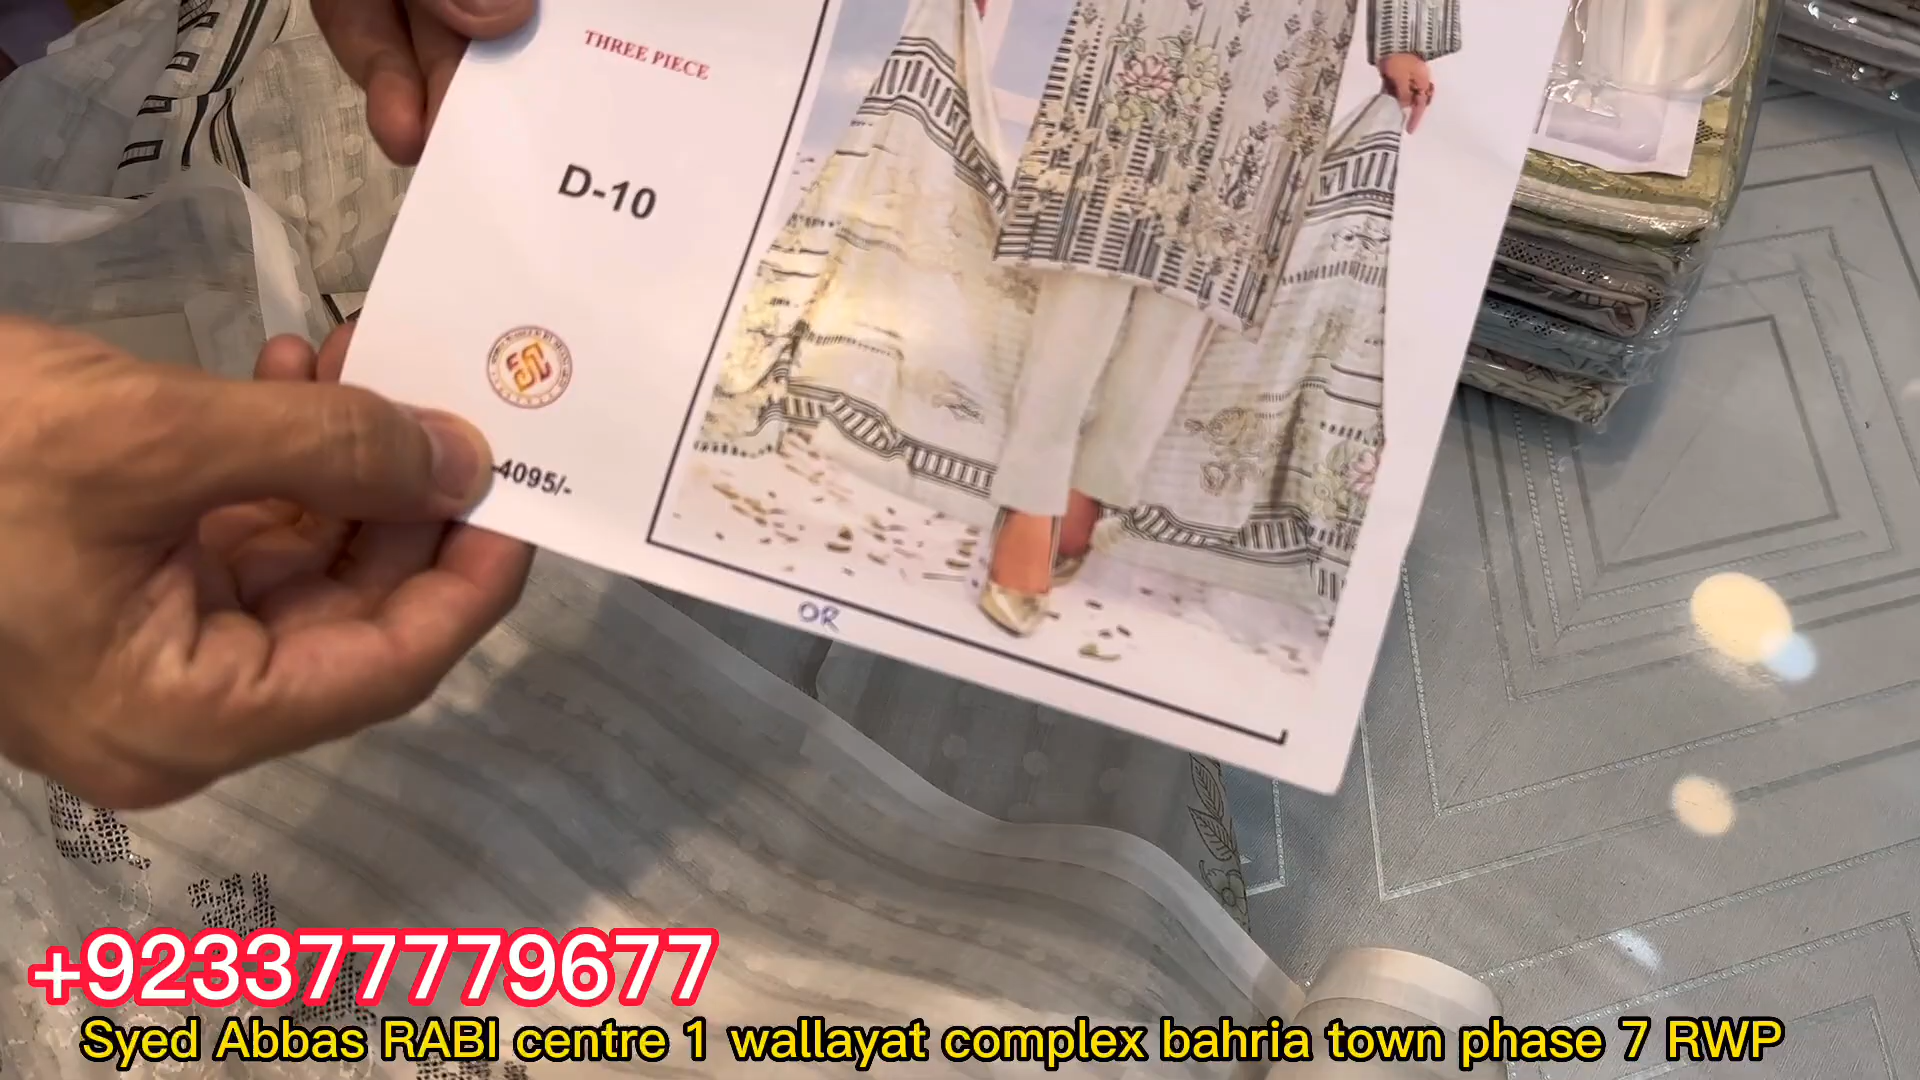 THREE PIECE
D-10
-4095/-
OR
+923377779677
Syed Abbas RABI centre 1 wallayat complex bahria town phase 7 RWP